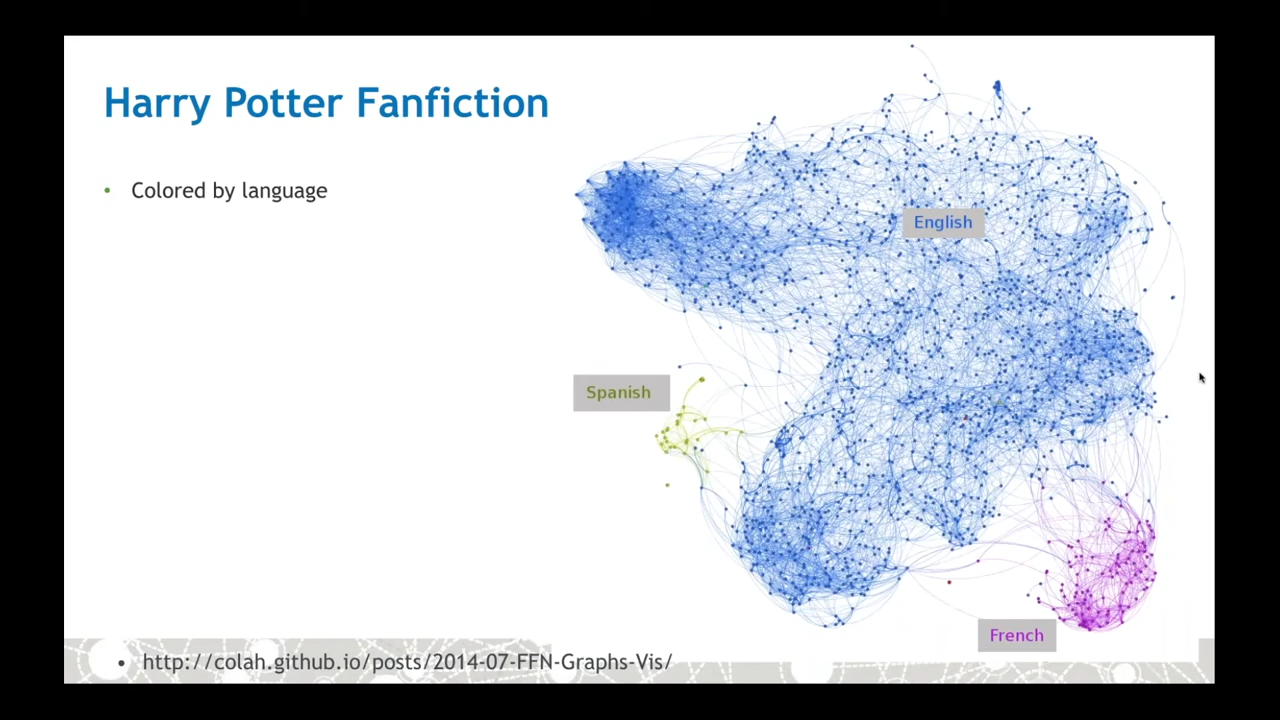 Harry Potter Fanfiction
• Colored by language
English
Spanish
French
• http://colah.github.io/posts/2014-07-FFN-Graphs-Vis/